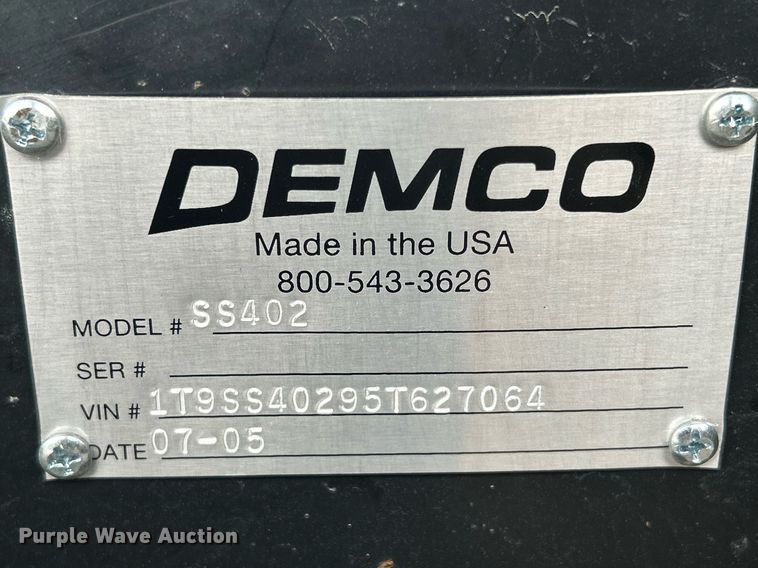 DEMCO
Made in the USA
800-543-3626
MODEL # SS402
SER #
VIN # 1T9SS40295T627064
DATE 07-05
Purple Wave Auction